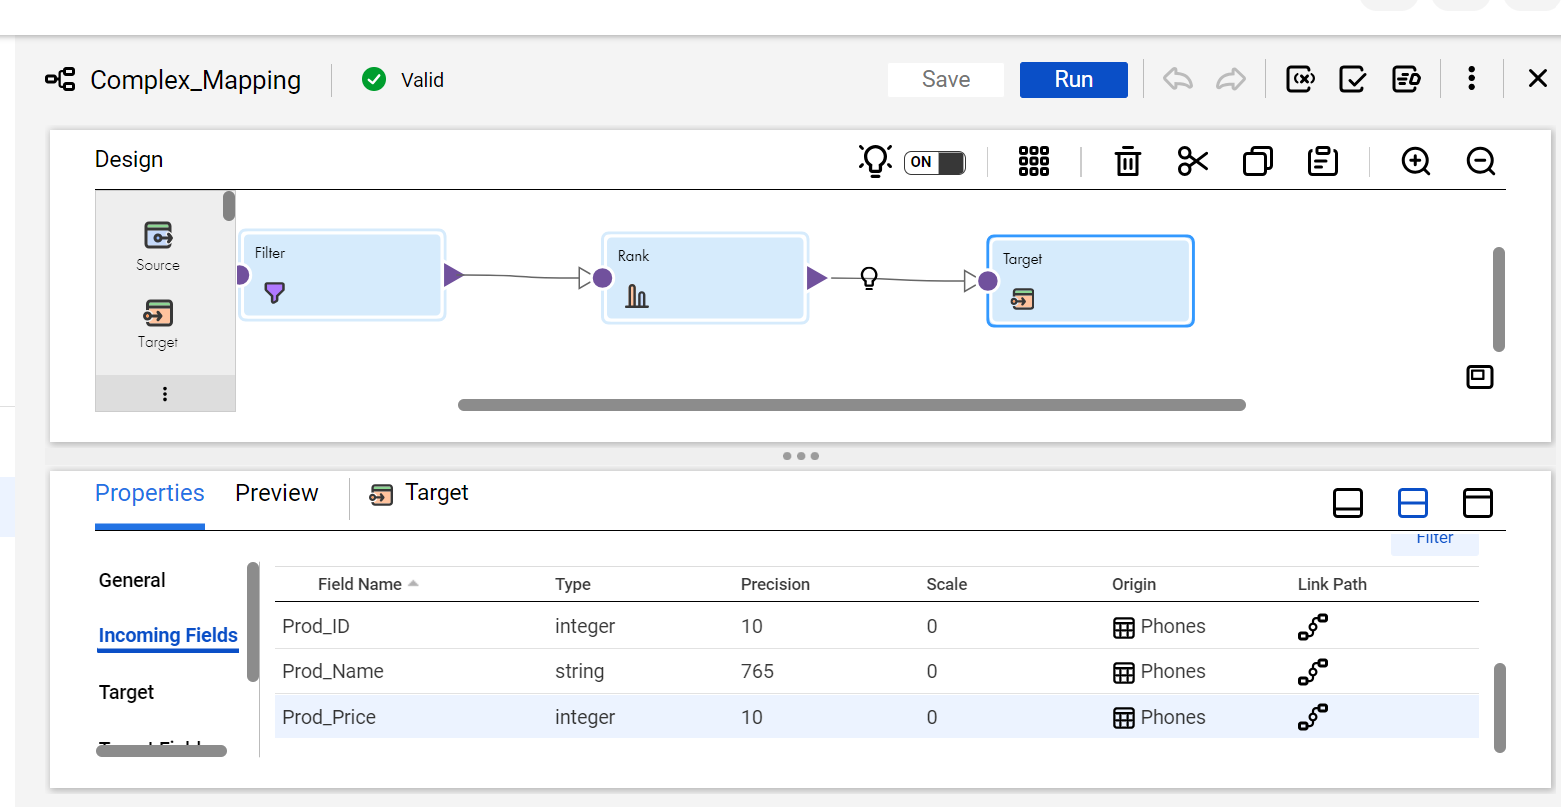 Complex_Mapping
Valid
Save
Run
Design
ON
Source
Target
Filter
Rank
Target
Properties
Preview
Target
Filter
General
Incoming Fields
Target
Target Fields
Field Name Type Precision Scale Origin Link Path
Prod_ID integer 10 0 Phones
Prod_Name string 765 0 Phones
Prod_Price integer 10 0 Phones